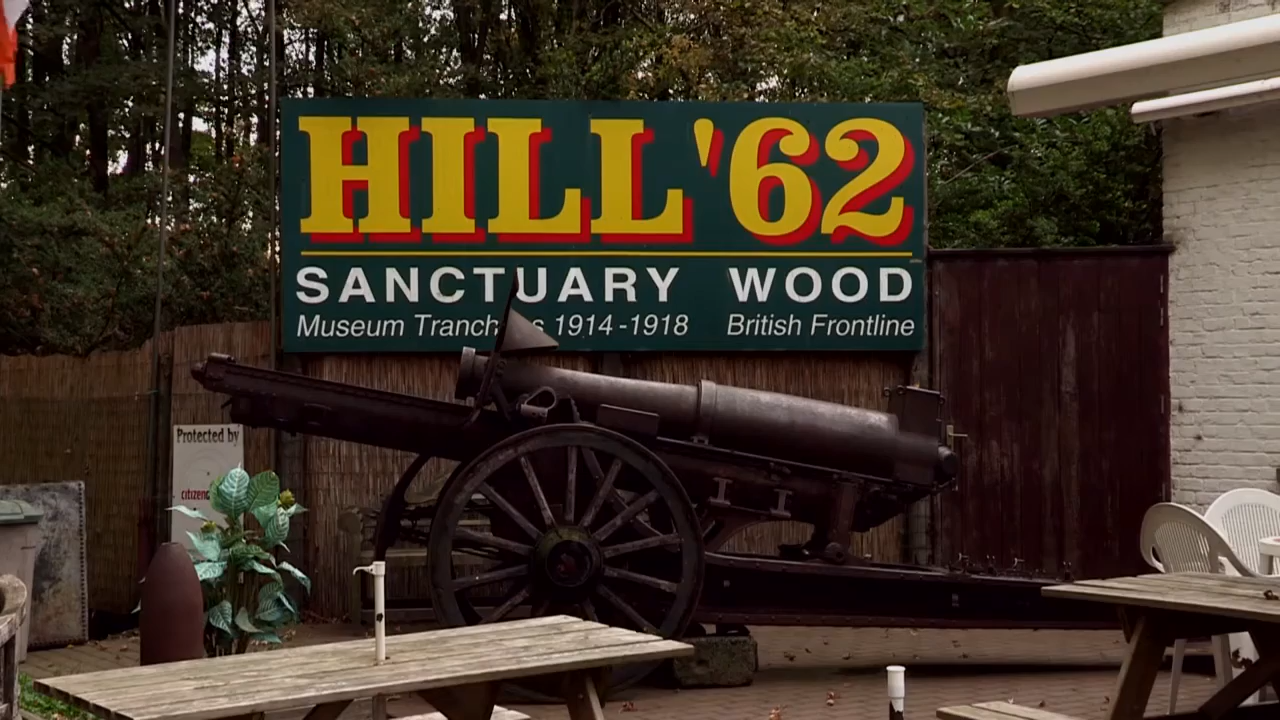 HILL '62
SANCTUARY WOOD
Museum 1914-1918 British Frontline
Protected by